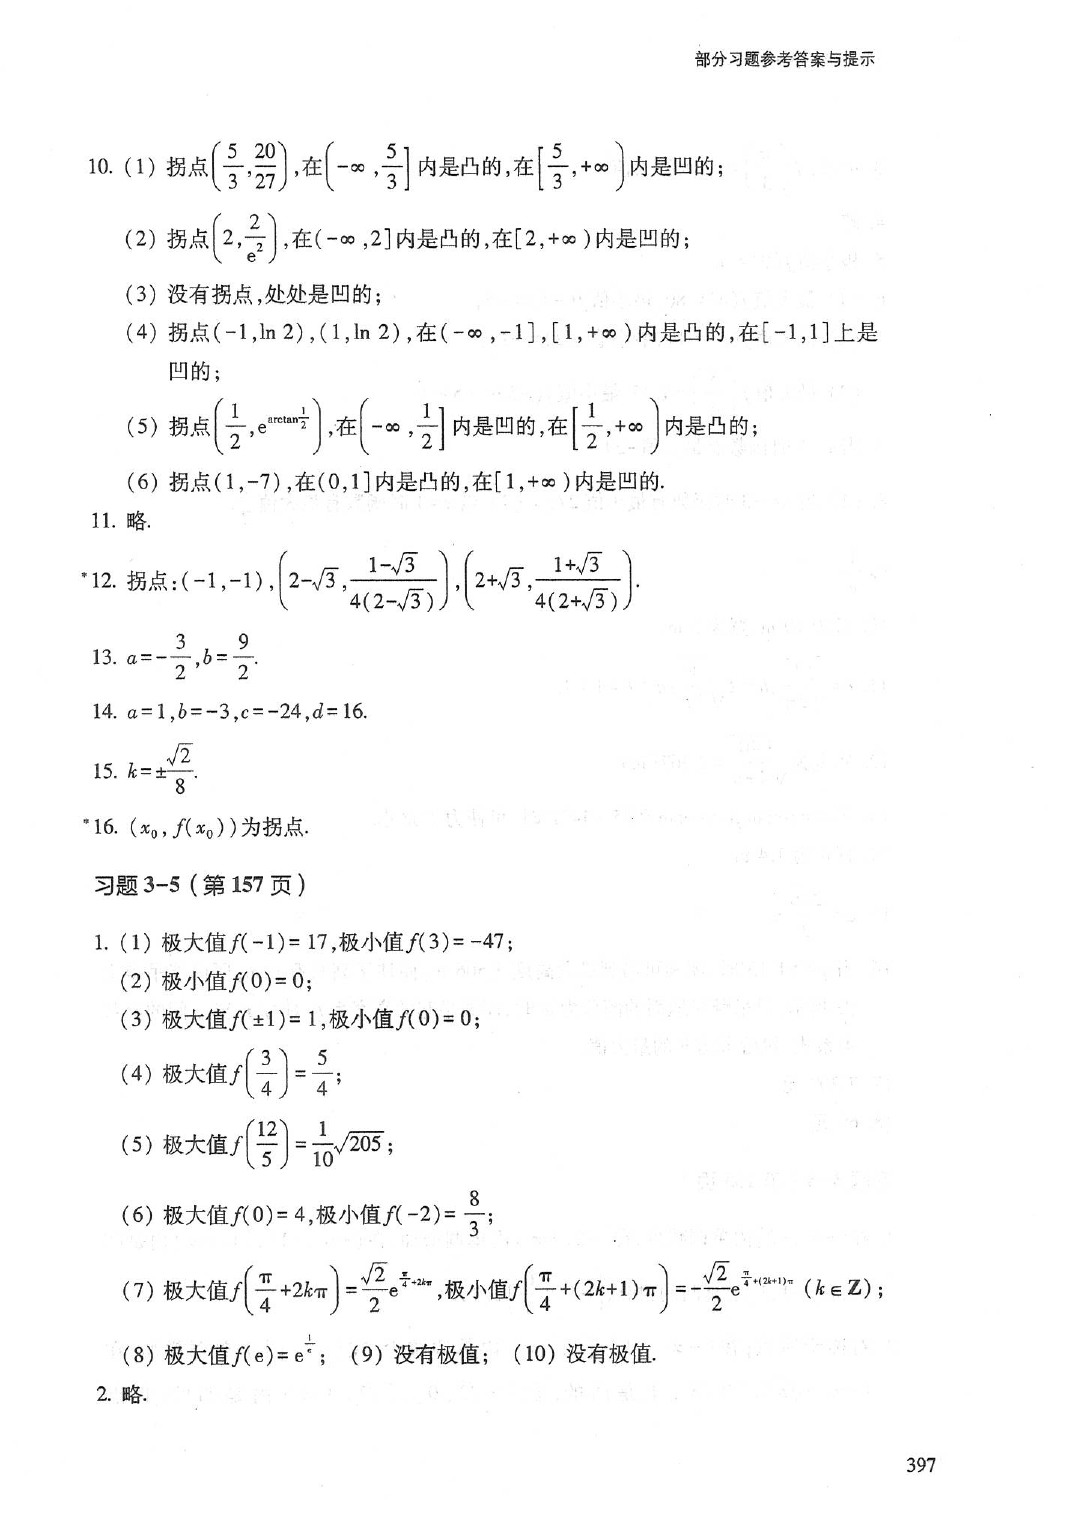 部分习题参考答案与提示
10. (1) 拐点(5/3, 20/27),在(-∞, 5/3]内是凸的,在[5/3,+∞)内是凹的;
(2) 拐点(2, 2/e²),在(-∞,2]内是凸的,在[2,+∞)内是凹的;
(3) 没有拐点,处处是凹的;
(4) 拐点(-1,ln 2),(1,ln 2),在(-∞,-1],[1,+∞)内是凸的,在[-1,1]上是
凹的;
(5) 拐点(1/2, e^(arctan 1/2)),在(-∞, 1/2]内是凹的,在[1/2,+∞)内是凸的;
(6) 拐点(1,-7),在(0,1]内是凸的,在[1,+∞)内是凹的.
11. 略.
*12. 拐点:(-1,-1),(2-√3, (1-√3)/(4(2-√3))),(2+√3, (1+√3)/(4(2+√3))).
13. a=-3/2,b=9/2.
14. a=1,b=-3,c=-24,d=16.
15. k=±√2/8.
*16. (x₀,f(x₀))为拐点.
习题 3-5 (第 157 页)
1. (1) 极大值f(-1)=17,极小值f(3)=-47;
(2) 极小值f(0)=0;
(3) 极大值f(±1)=1,极小值f(0)=0;
(4) 极大值f(3/4)=5/4;
(5) 极大值f(12/5)=1/10 √205;
(6) 极大值f(0)=4,极小值f(-2)=8/3;
(7) 极大值f(π/4+2kπ)=√2/2 e^(π/4+2kπ),极小值f(π/4+(2k+1)π)=-√2/2 e^(π/4+(2k+1)π) (k∈ℤ);
(8) 极大值f(e)=e^(1/e); (9) 没有极值; (10) 没有极值.
2. 略.
397